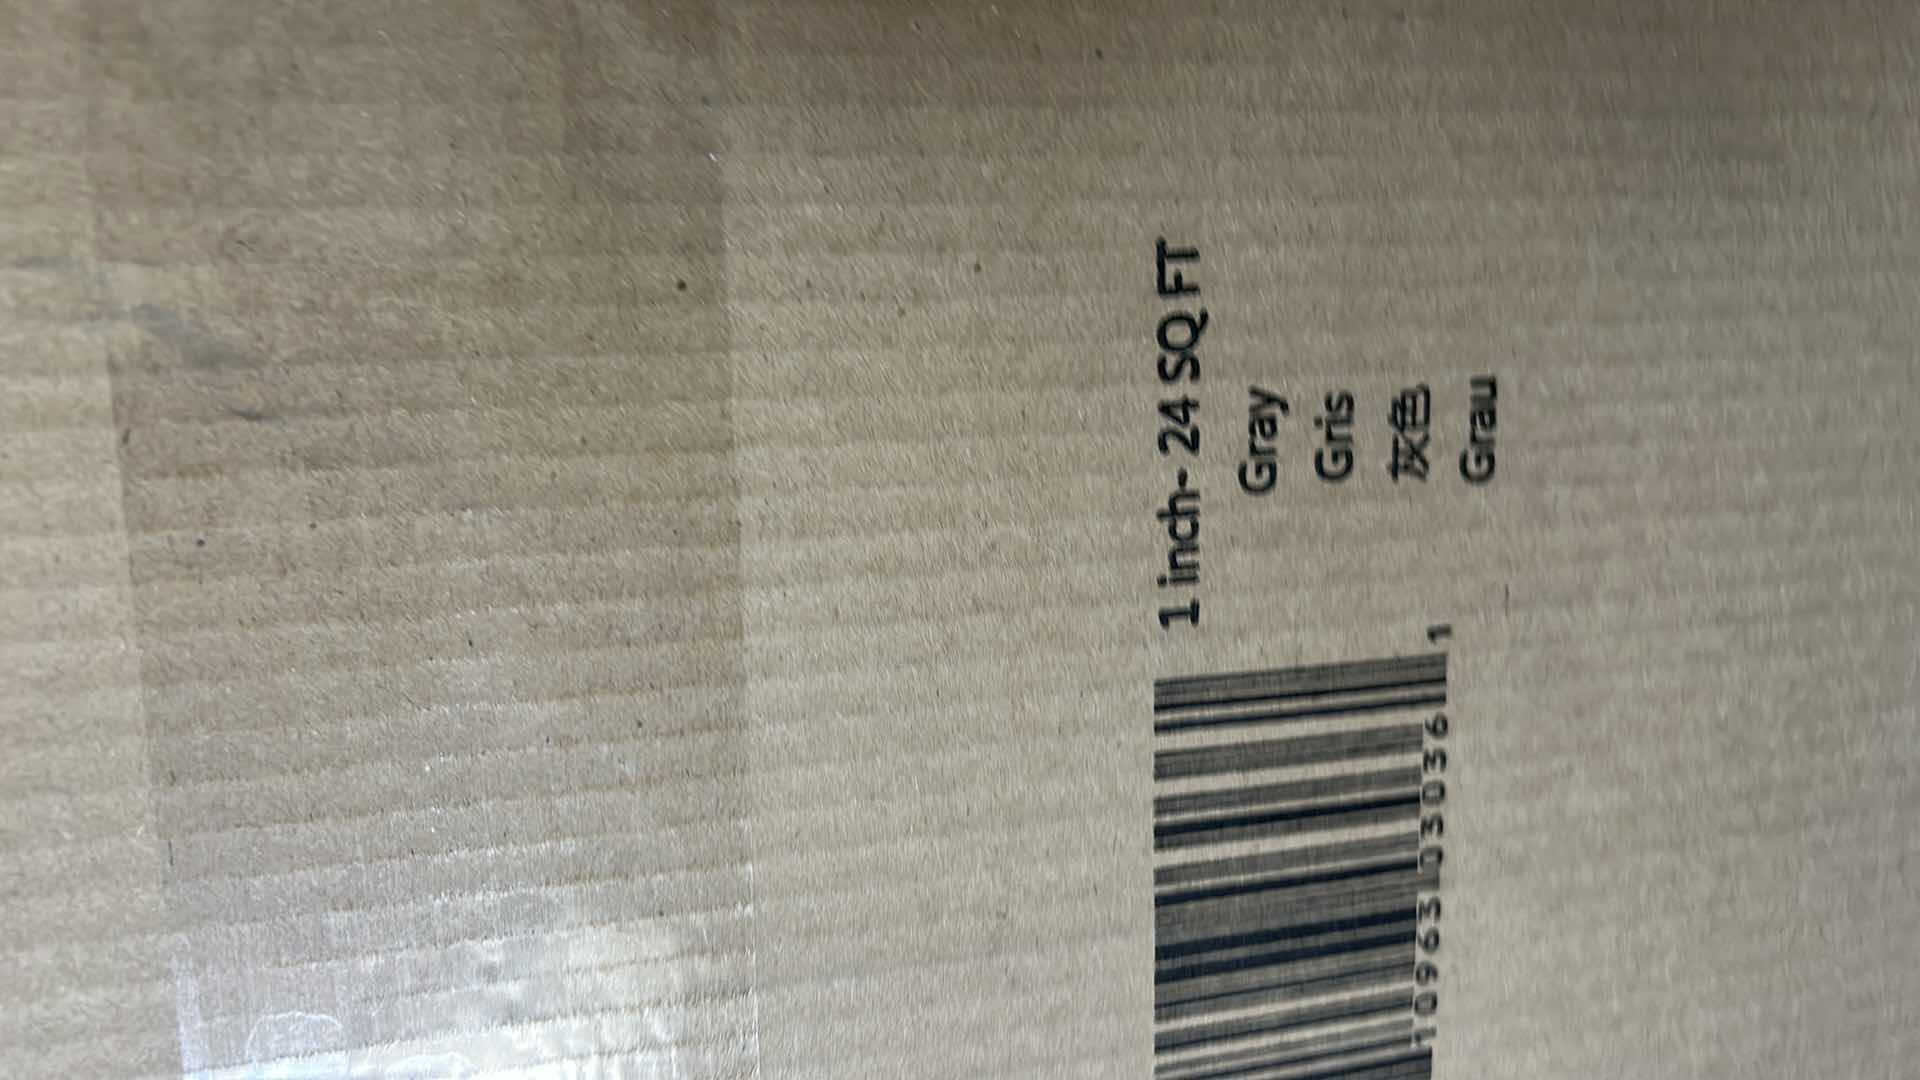 1 inch- 24 SQ FT
Gray
Gris
灰色
Grau
10963 03036 1